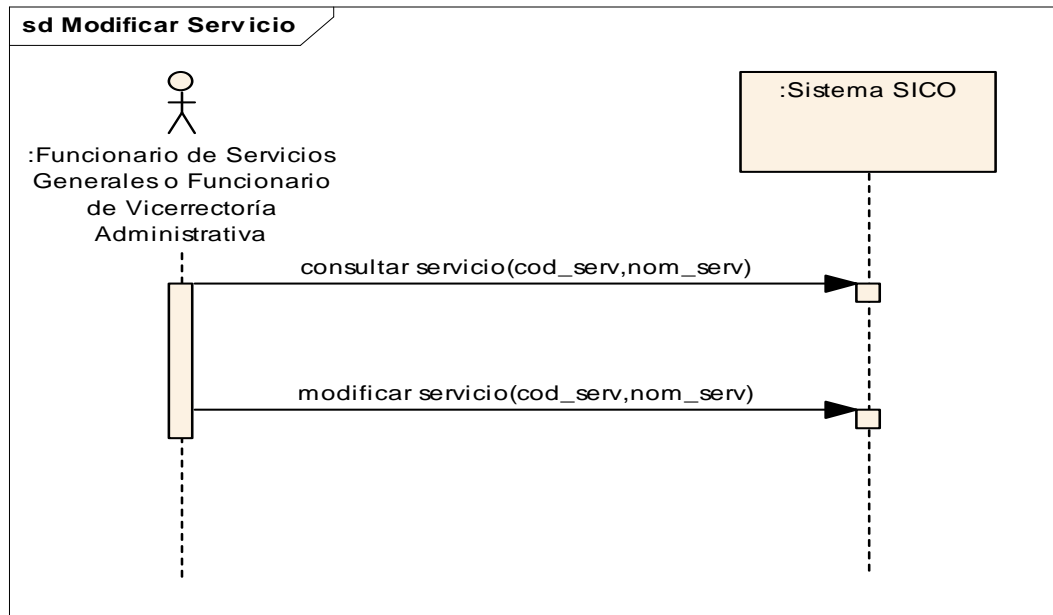 sd Modificar Servicio
:Sistema SICO
:Funcionario de Servicios
Generales o Funcionario
de Vicerrectoría
Administrativa
consultar servicio(cod_serv,nom_serv)
modificar servicio(cod_serv,nom_serv)